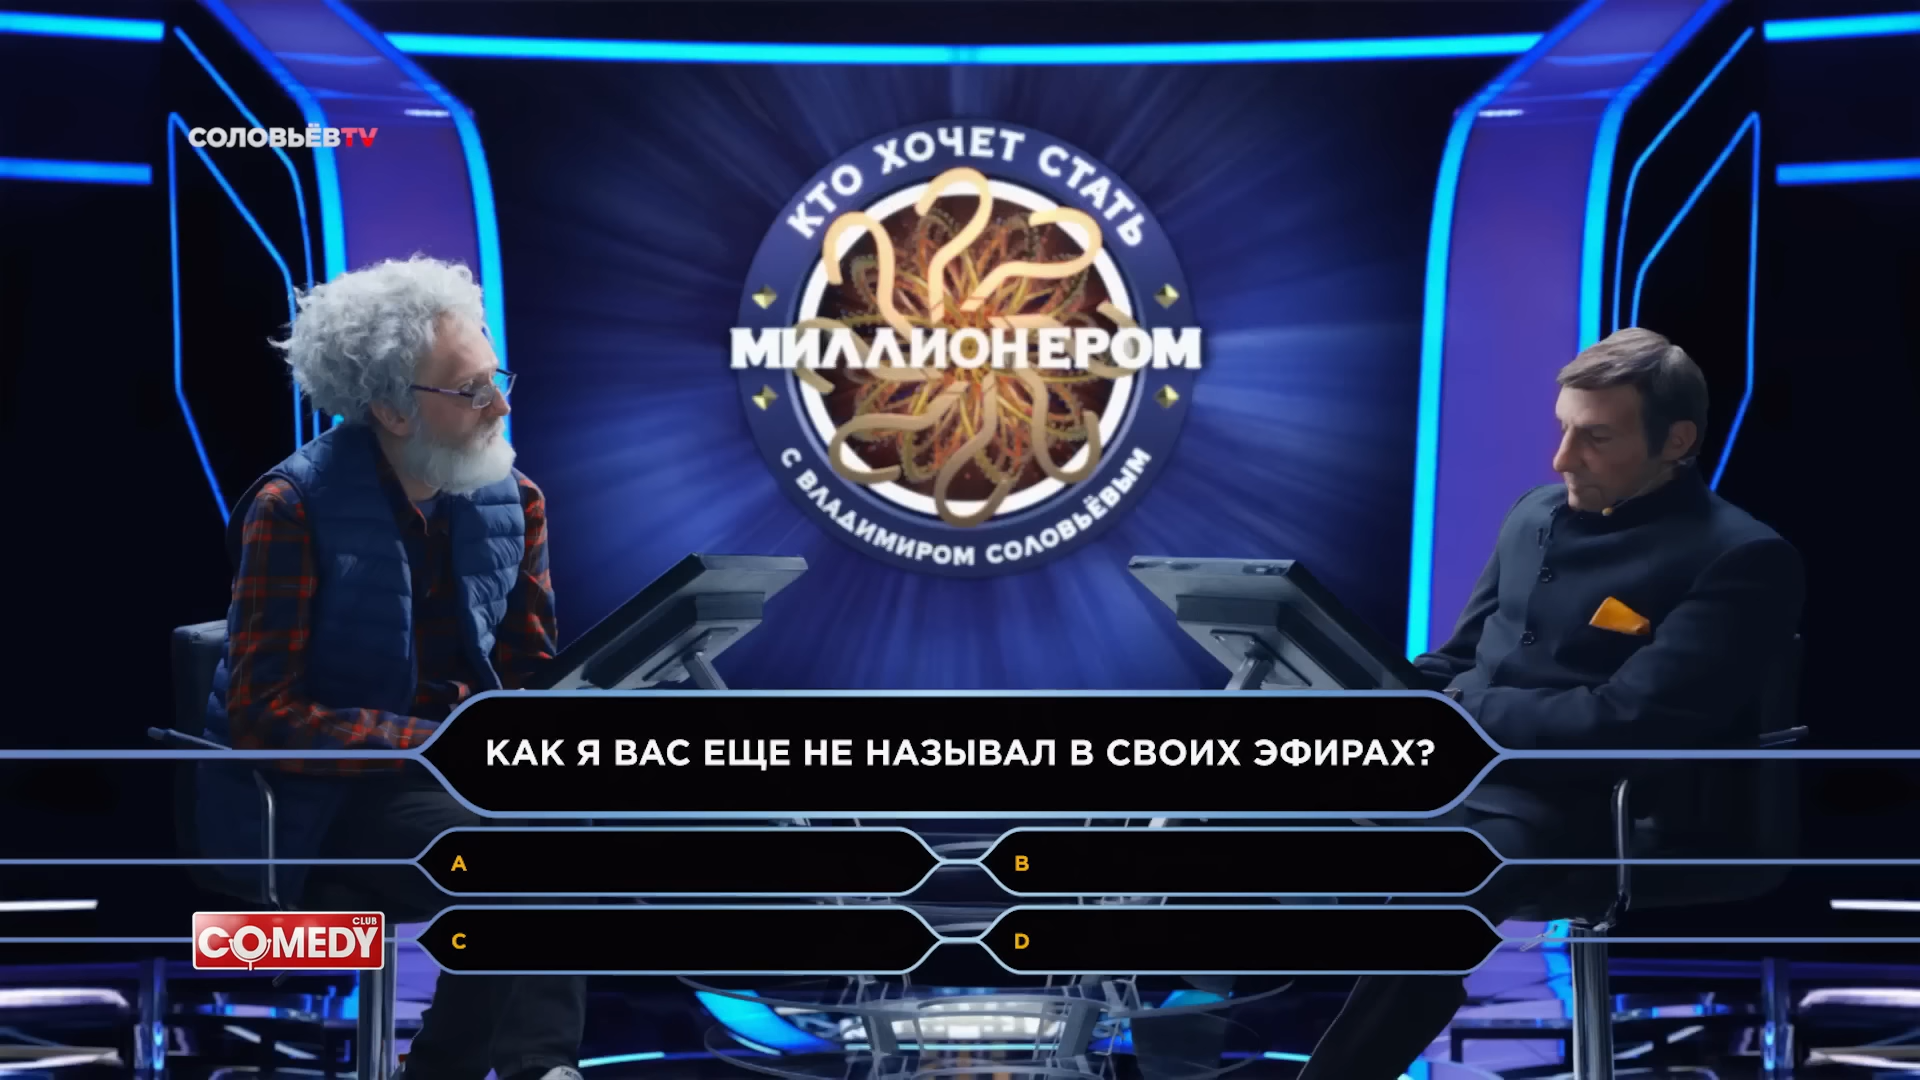 СОЛОВЬЁВTV
КТО ХОЧЕТ СТАТЬ
МИЛЛИОНЕРОМ
С ВЛАДИМИРОМ СОЛОВЬЁВЫМ
КАК Я ВАС ЕЩЕ НЕ НАЗЫВАЛ В СВОИХ ЭФИРАХ?
A
B
C
D
COMEDY CLUB